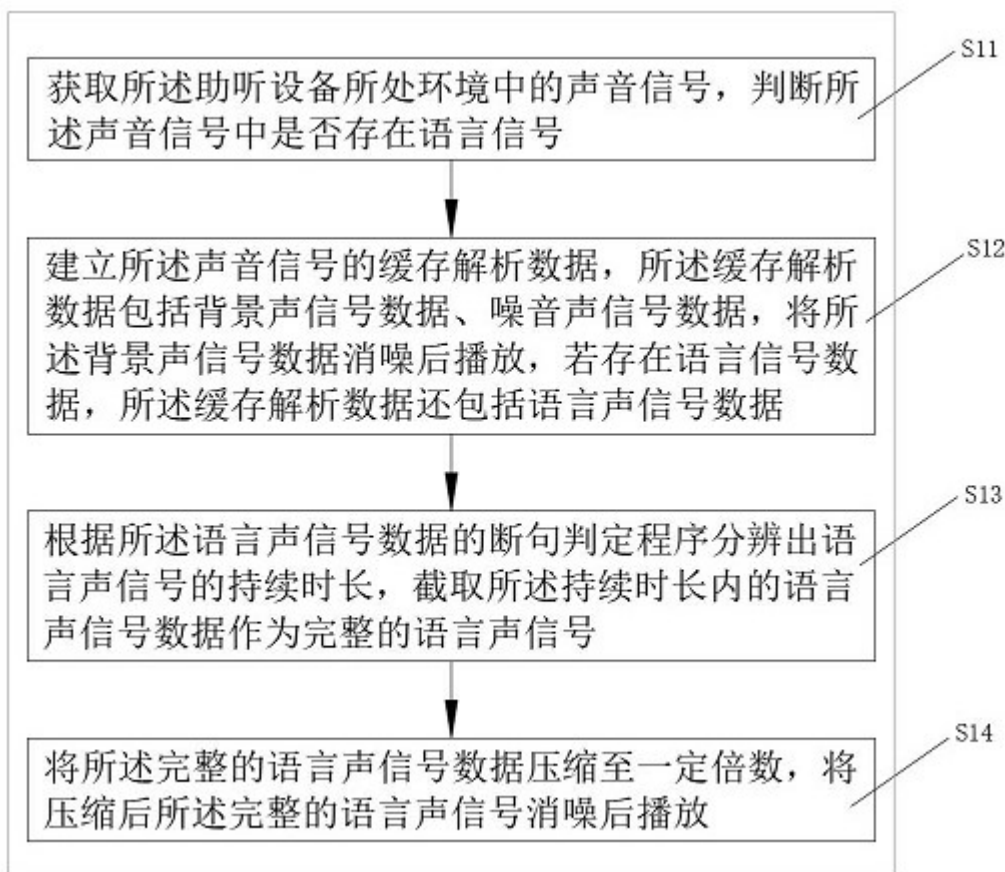 S11
获取所述助听设备所处环境中的声音信号，判断所
述声音信号中是否存在语言信号
S12
建立所述声音信号的缓存解析数据，所述缓存解析
数据包括背景声信号数据、噪音声信号数据，将所
述背景声信号数据消噪后播放，若存在语言信号数
据，所述缓存解析数据还包括语言声信号数据
S13
根据所述语言声信号数据的断句判定程序分辨出语
言声信号的持续时长，截取所述持续时长内的语言
声信号数据作为完整的语言声信号
S14
将所述完整的语言声信号数据压缩至一定倍数，将
压缩后所述完整的语言声信号消噪后播放